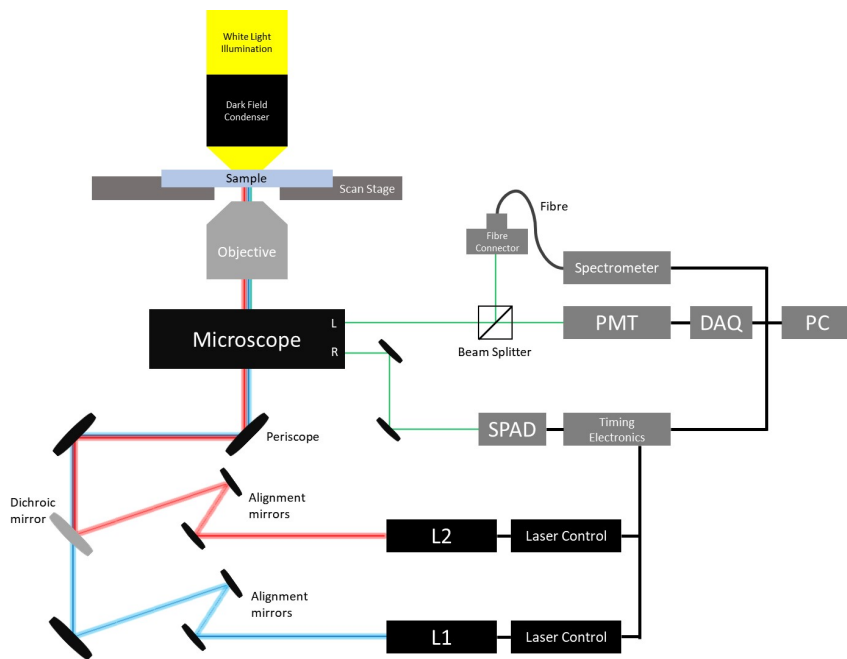 White Light
Illumination
Dark Field
Condenser
Sample
Scan Stage
Objective
Fibre
Fibre
Connector
Spectrometer
L
Microscope
R
Beam Splitter
PMT
DAQ
PC
Periscope
SPAD
Timing
Electronics
Dichroic
mirror
Alignment
mirrors
L2
Laser Control
Alignment
mirrors
L1
Laser Control